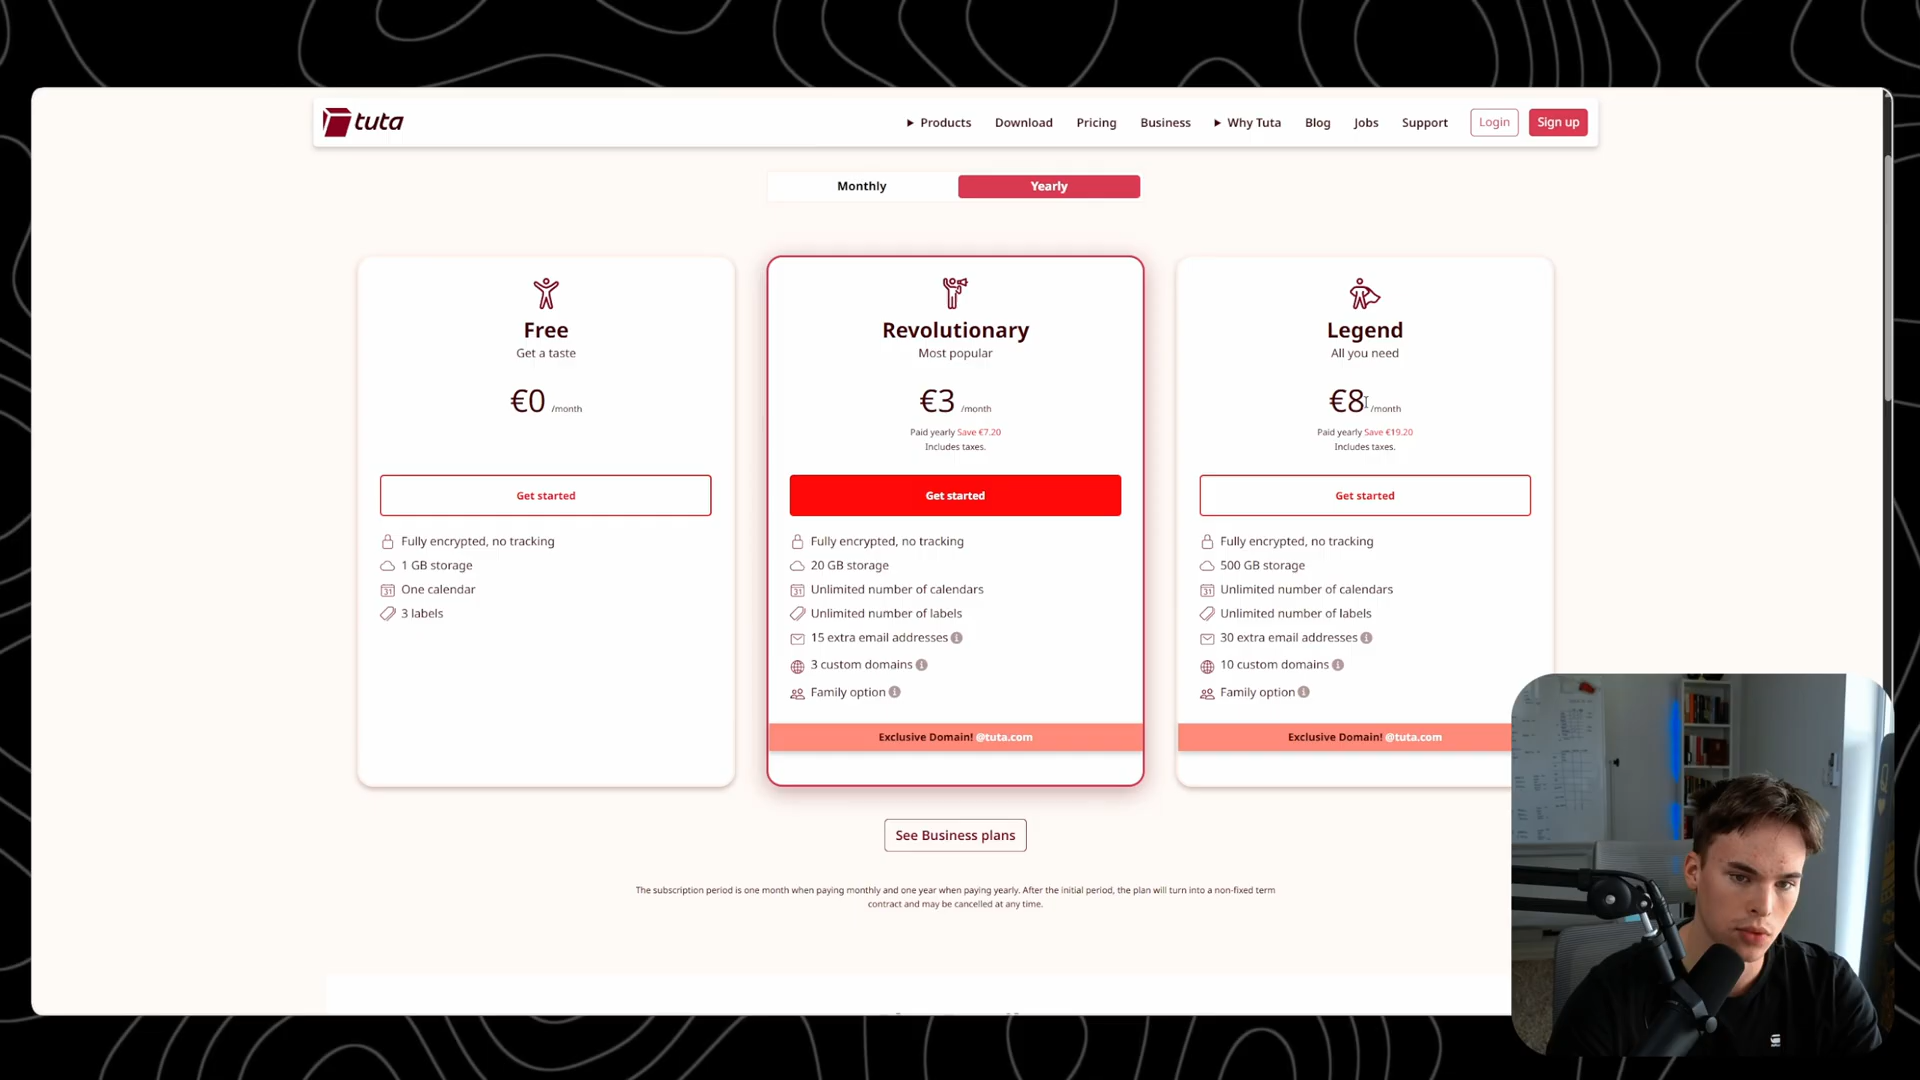 tuta
Products Download Pricing Business Why Tuta Blog Jobs Support Login Sign up
Monthly Yearly
Free
Get a taste
€0 /month
Get started
Fully encrypted, no tracking
1 GB storage
One calendar
3 labels
Revolutionary
Most popular
€3 /month
Paid yearly Save €7.20
Includes taxes.
Get started
Fully encrypted, no tracking
20 GB storage
Unlimited number of calendars
Unlimited number of labels
15 extra email addresses
3 custom domains
Family option
Exclusive Domain! @tuta.com
Legend
All you need
€8 /month
Paid yearly Save €19.20
Includes taxes.
Get started
Fully encrypted, no tracking
500 GB storage
Unlimited number of calendars
Unlimited number of labels
30 extra email addresses
10 custom domains
Family option
Exclusive Domain! @tuta.com
See Business plans
The subscription period is one month when paying monthly and one year when paying yearly. After the initial period, the plan will turn into a non-fixed term
contract and may be cancelled at any time.